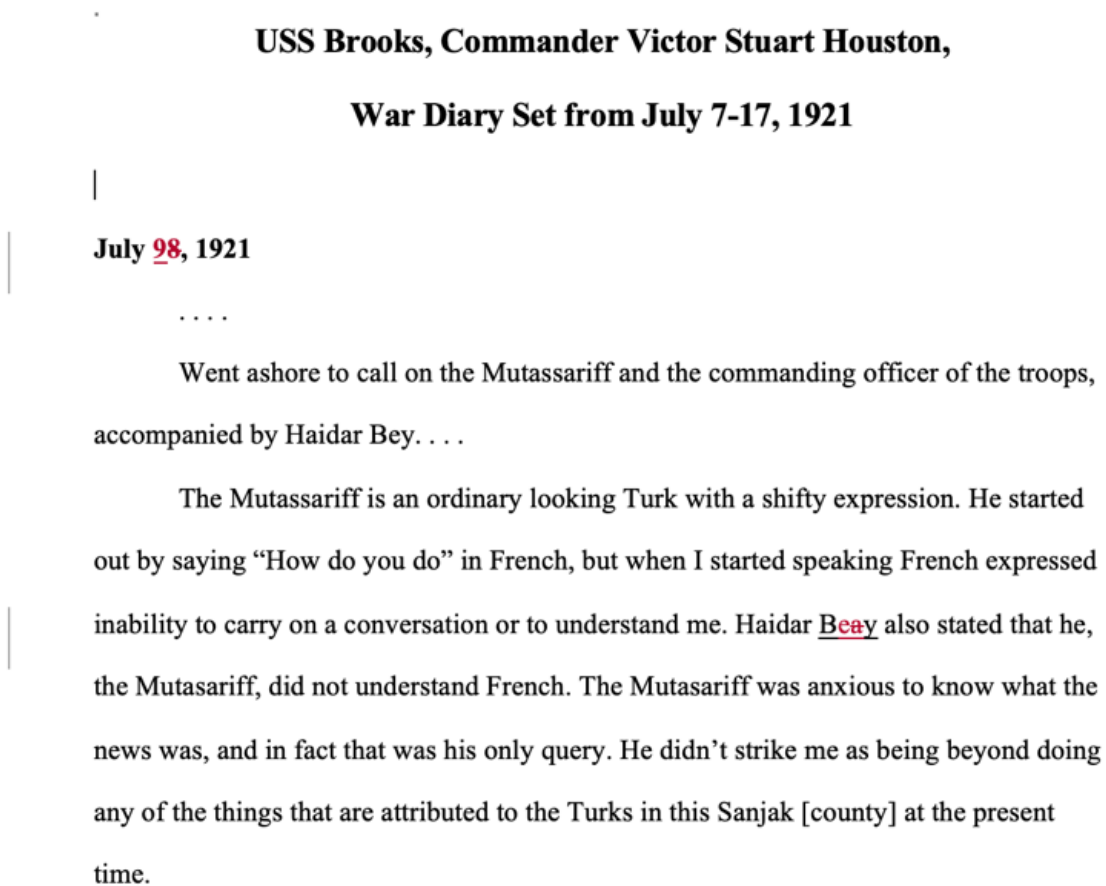 USS Brooks, Commander Victor Stuart Houston,
War Diary Set from July 7-17, 1921
July 98, 1921
. . . .
Went ashore to call on the Mutassariff and the commanding officer of the troops,
accompanied by Haidar Bey. . . .
The Mutassariff is an ordinary looking Turk with a shifty expression. He started
out by saying “How do you do” in French, but when I started speaking French expressed
inability to carry on a conversation or to understand me. Haidar Beay also stated that he,
the Mutasariff, did not understand French. The Mutasariff was anxious to know what the
news was, and in fact that was his only query. He didn’t strike me as being beyond doing
any of the things that are attributed to the Turks in this Sanjak [county] at the present
time.